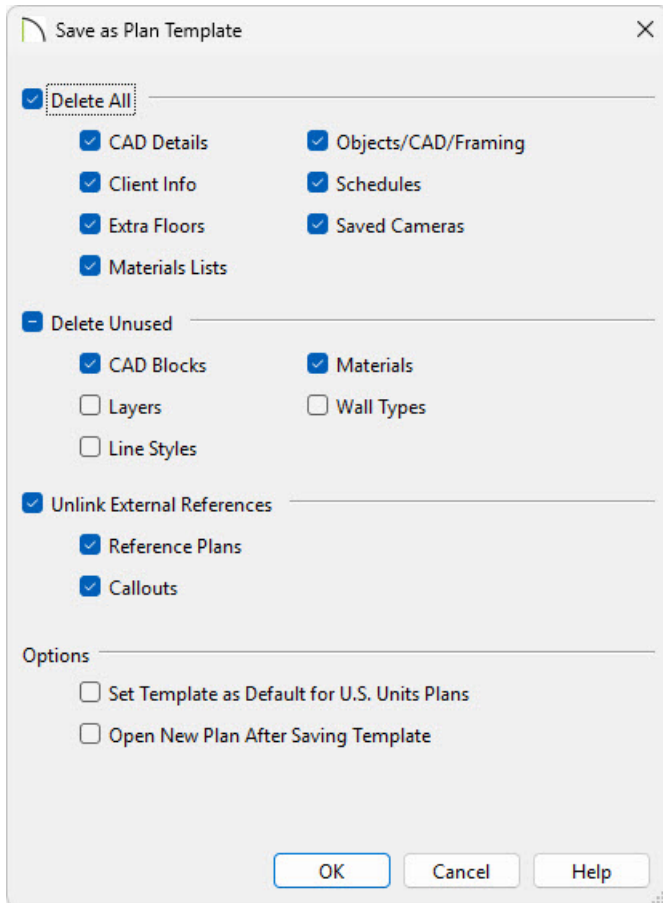 Save as Plan Template
Delete All
CAD Details
Objects/CAD/Framing
Client Info
Schedules
Extra Floors
Saved Cameras
Materials Lists
Delete Unused
CAD Blocks
Materials
Layers
Wall Types
Line Styles
Unlink External References
Reference Plans
Callouts
Options
Set Template as Default for U.S. Units Plans
Open New Plan After Saving Template
OK
Cancel
Help